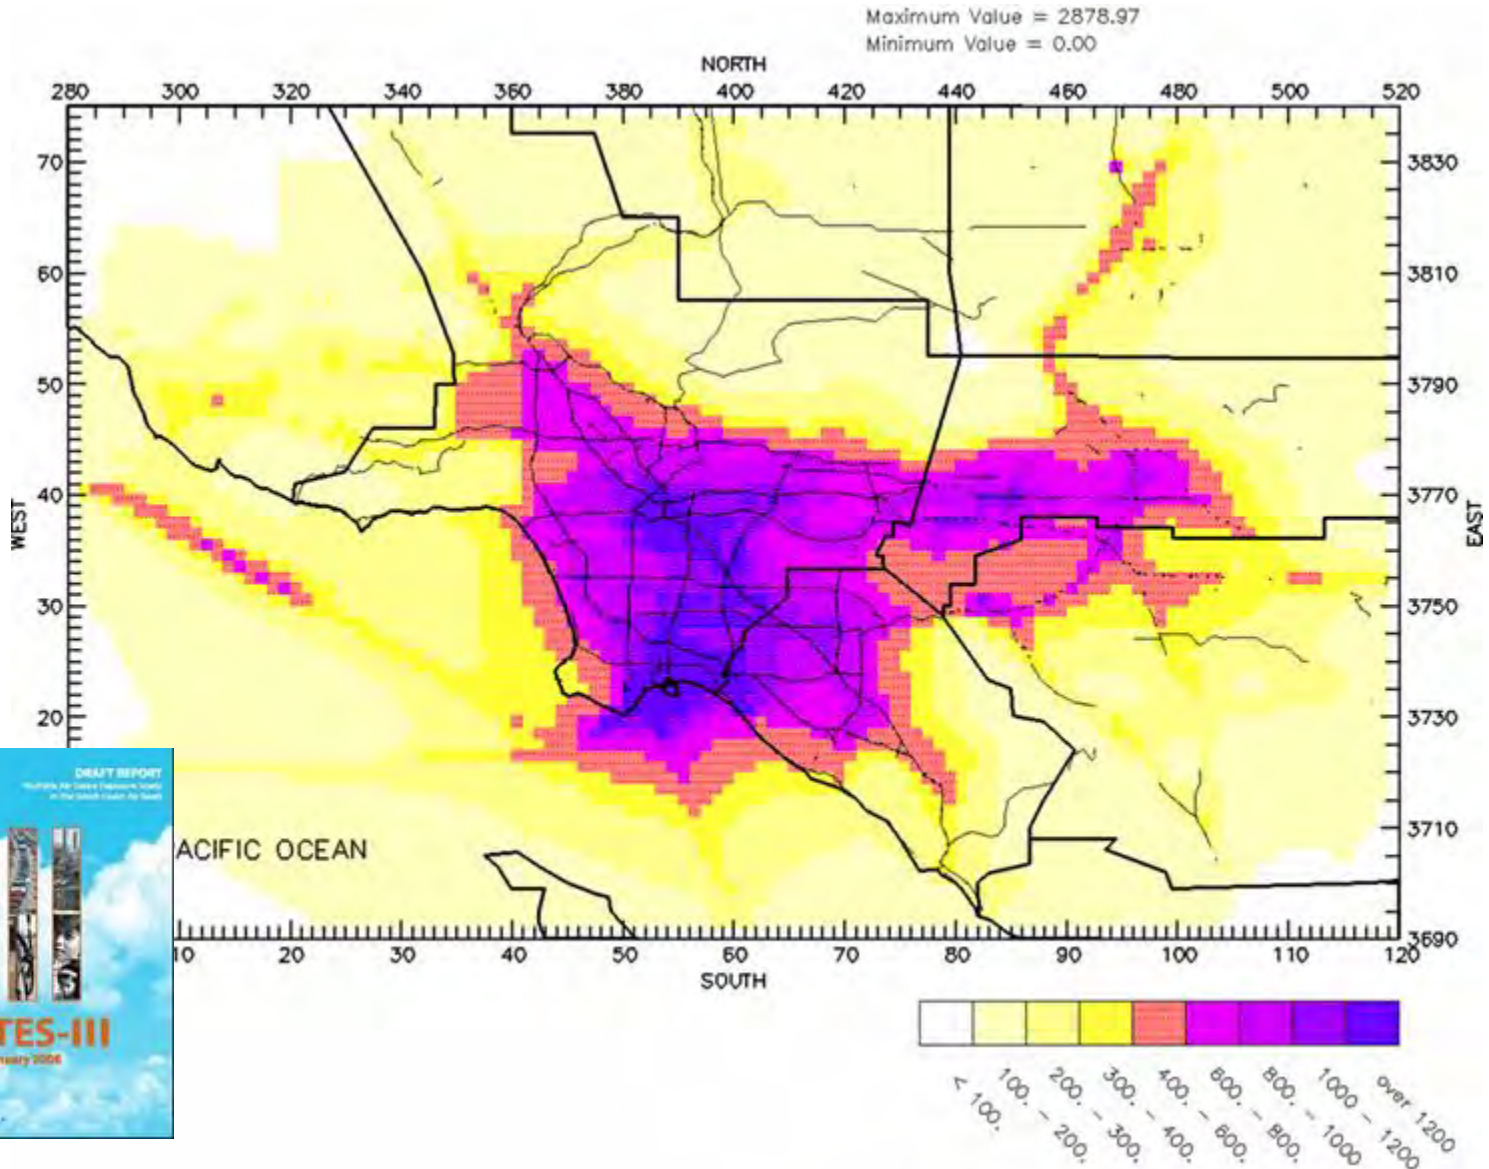 Maximum Value = 2878.97
Minimum Value = 0.00
NORTH
280 300 320 340 360 380 400 420 440 460 480 500 520
70 3830
60 3810
50 3790
40 3770
WEST
EAST
30 3750
20 3730
DRAFT REPORT
3710
ACIFIC OCEAN
3690
10 20 30 40 50 60 70 80 90 100 110 120
SOUTH
TES-III
< 100.
100. - 200.
200. - 300.
300. - 400.
400. - 600.
600. - 800.
800. - 1000
1000 - 1200
over 1200